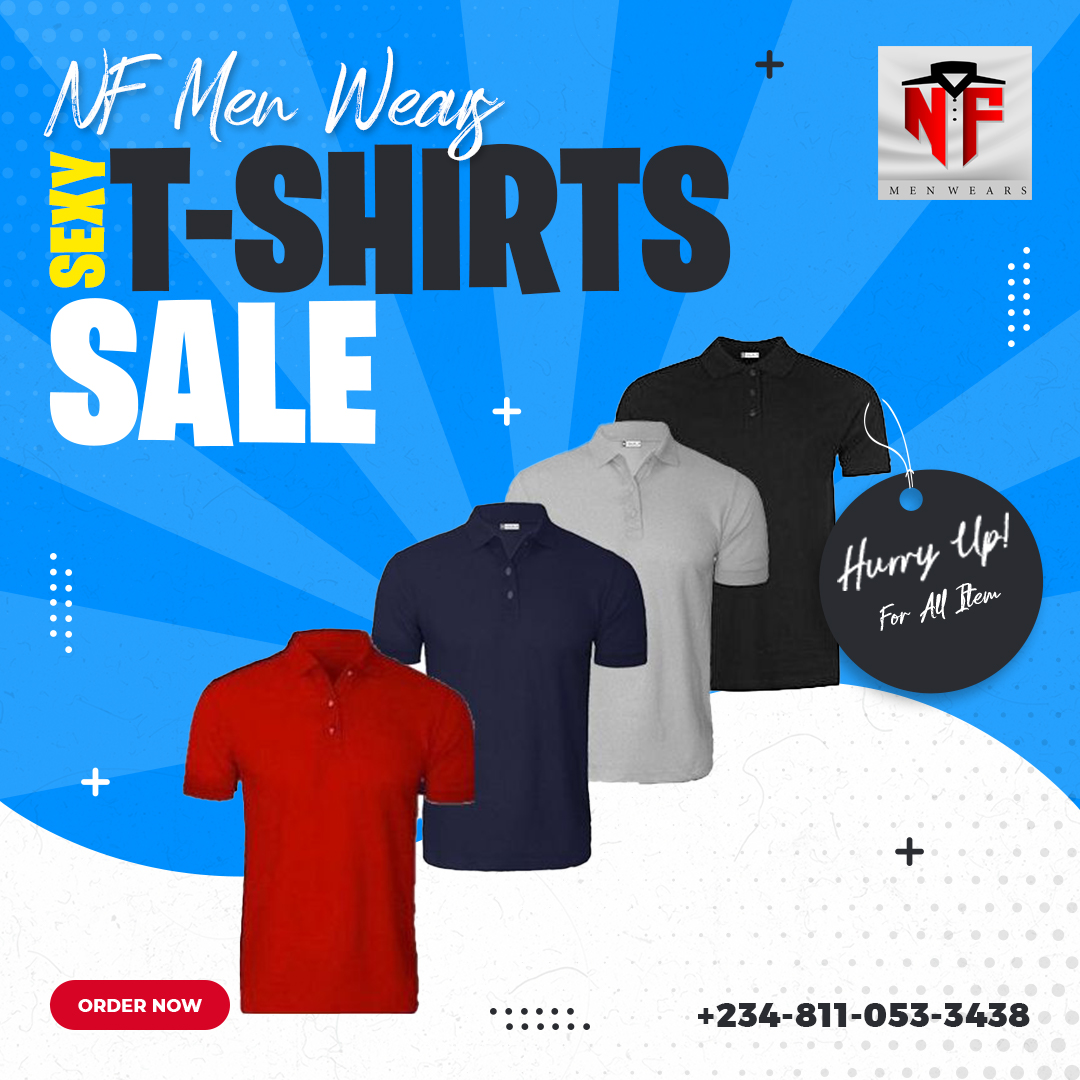 NF Men Wears
NF
MEN WEARS
SEXY
T-SHIRTS
SALE
Hurry Up!
For All Item
ORDER NOW
+234-811-053-3438